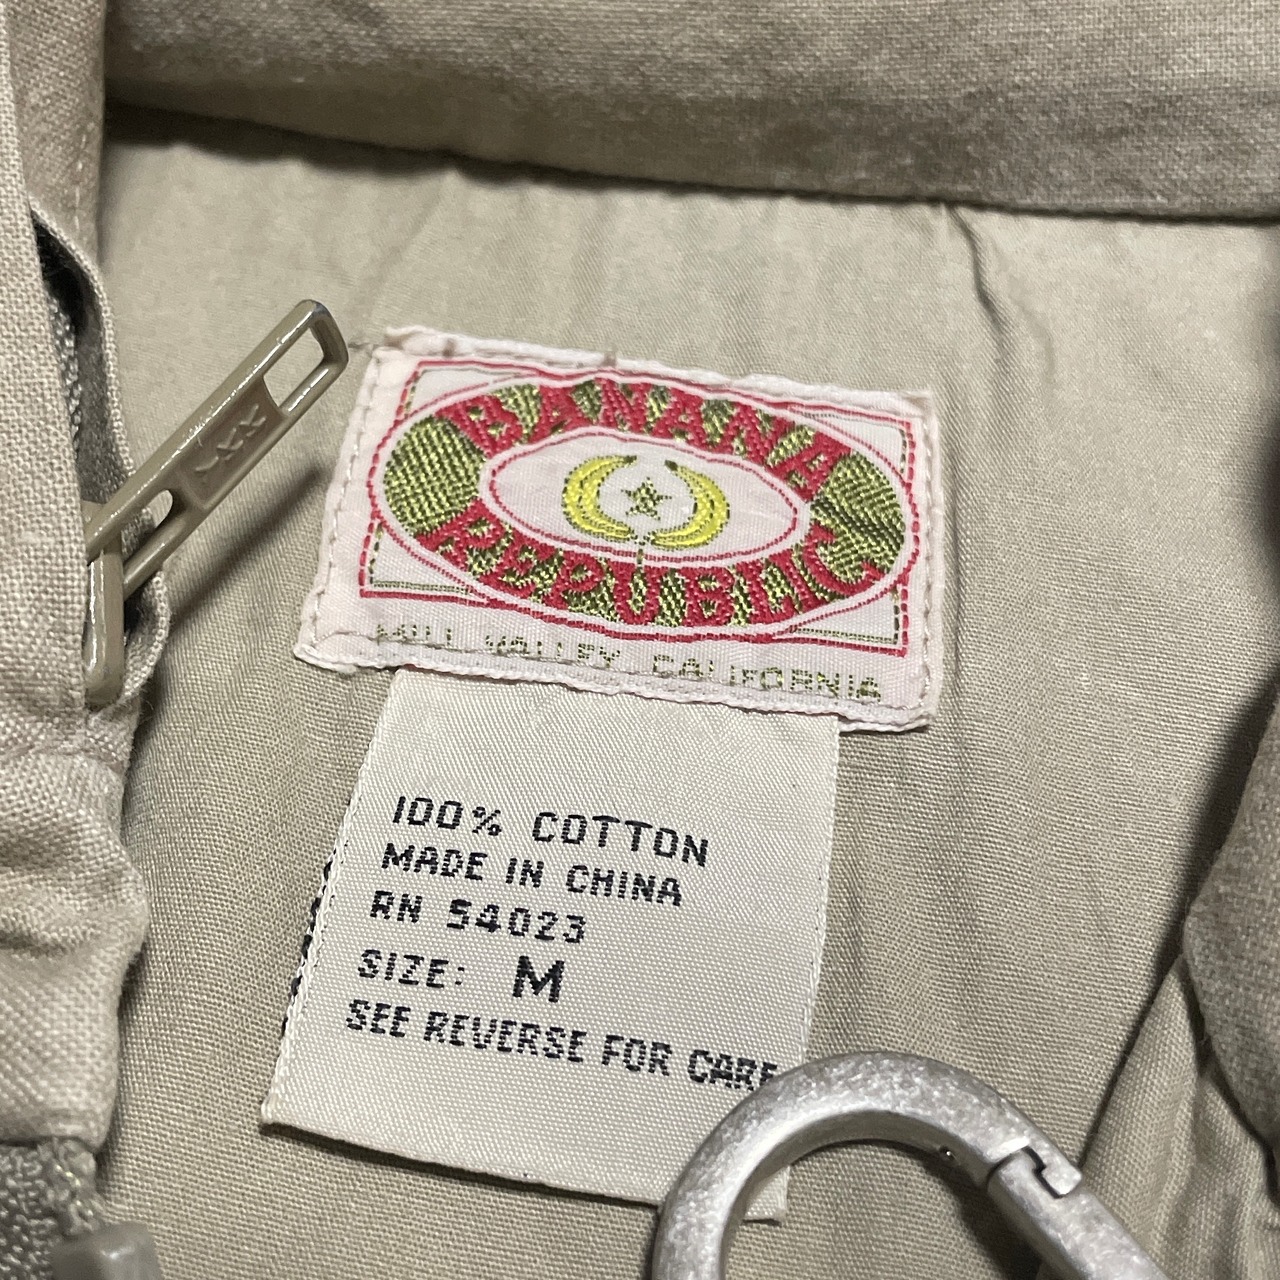 BANANA
REPUBLIC
MILL VALLEY, CALIFORNIA
100% COTTON
MADE IN CHINA
RN 54023
SIZE: M
SEE REVERSE FOR CARE